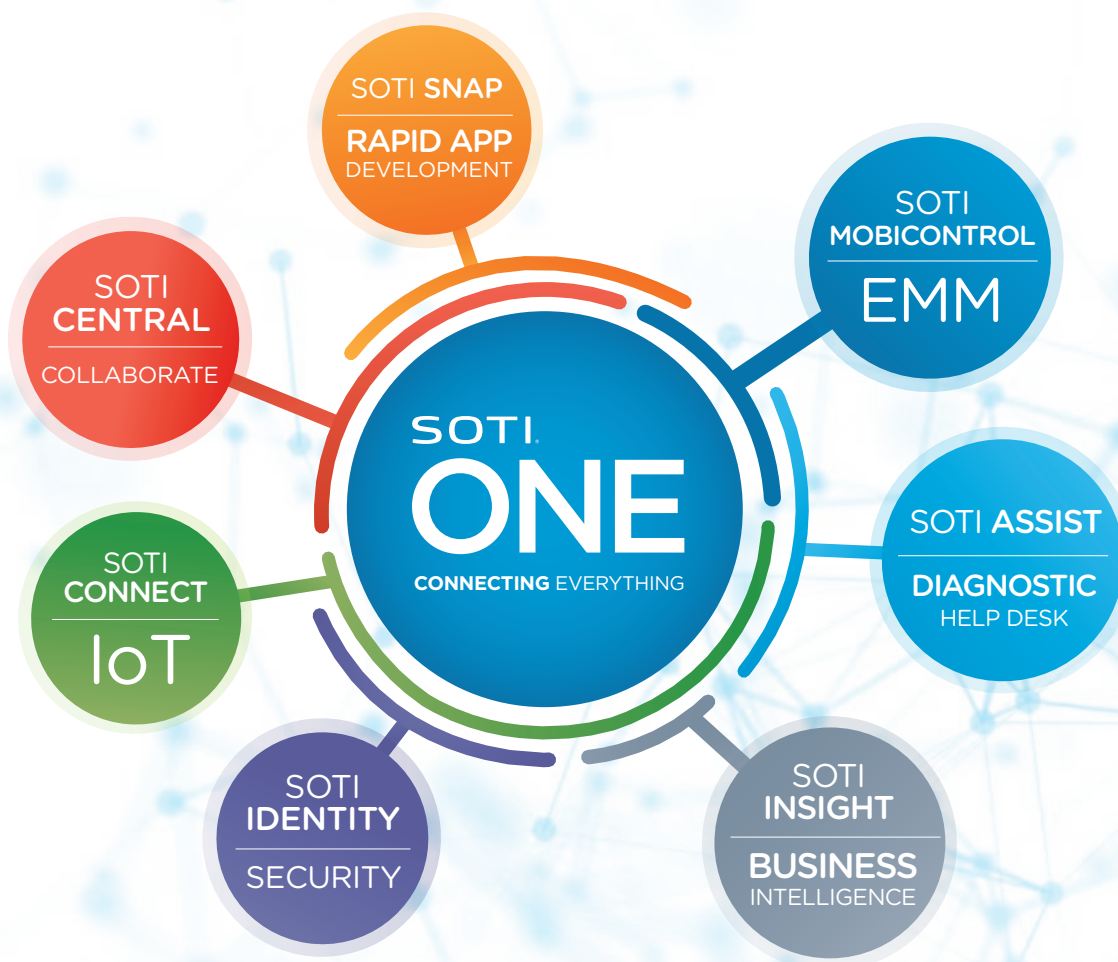 SOTI SNAP
RAPID APP
DEVELOPMENT
SOTI
MOBICONTROL
EMM
SOTI
CENTRAL
COLLABORATE
SOTI.
ONE
CONNECTING EVERYTHING
SOTI ASSIST
DIAGNOSTIC
HELP DESK
SOTI
CONNECT
IoT
SOTI
IDENTITY
SECURITY
SOTI
INSIGHT
BUSINESS
INTELLIGENCE